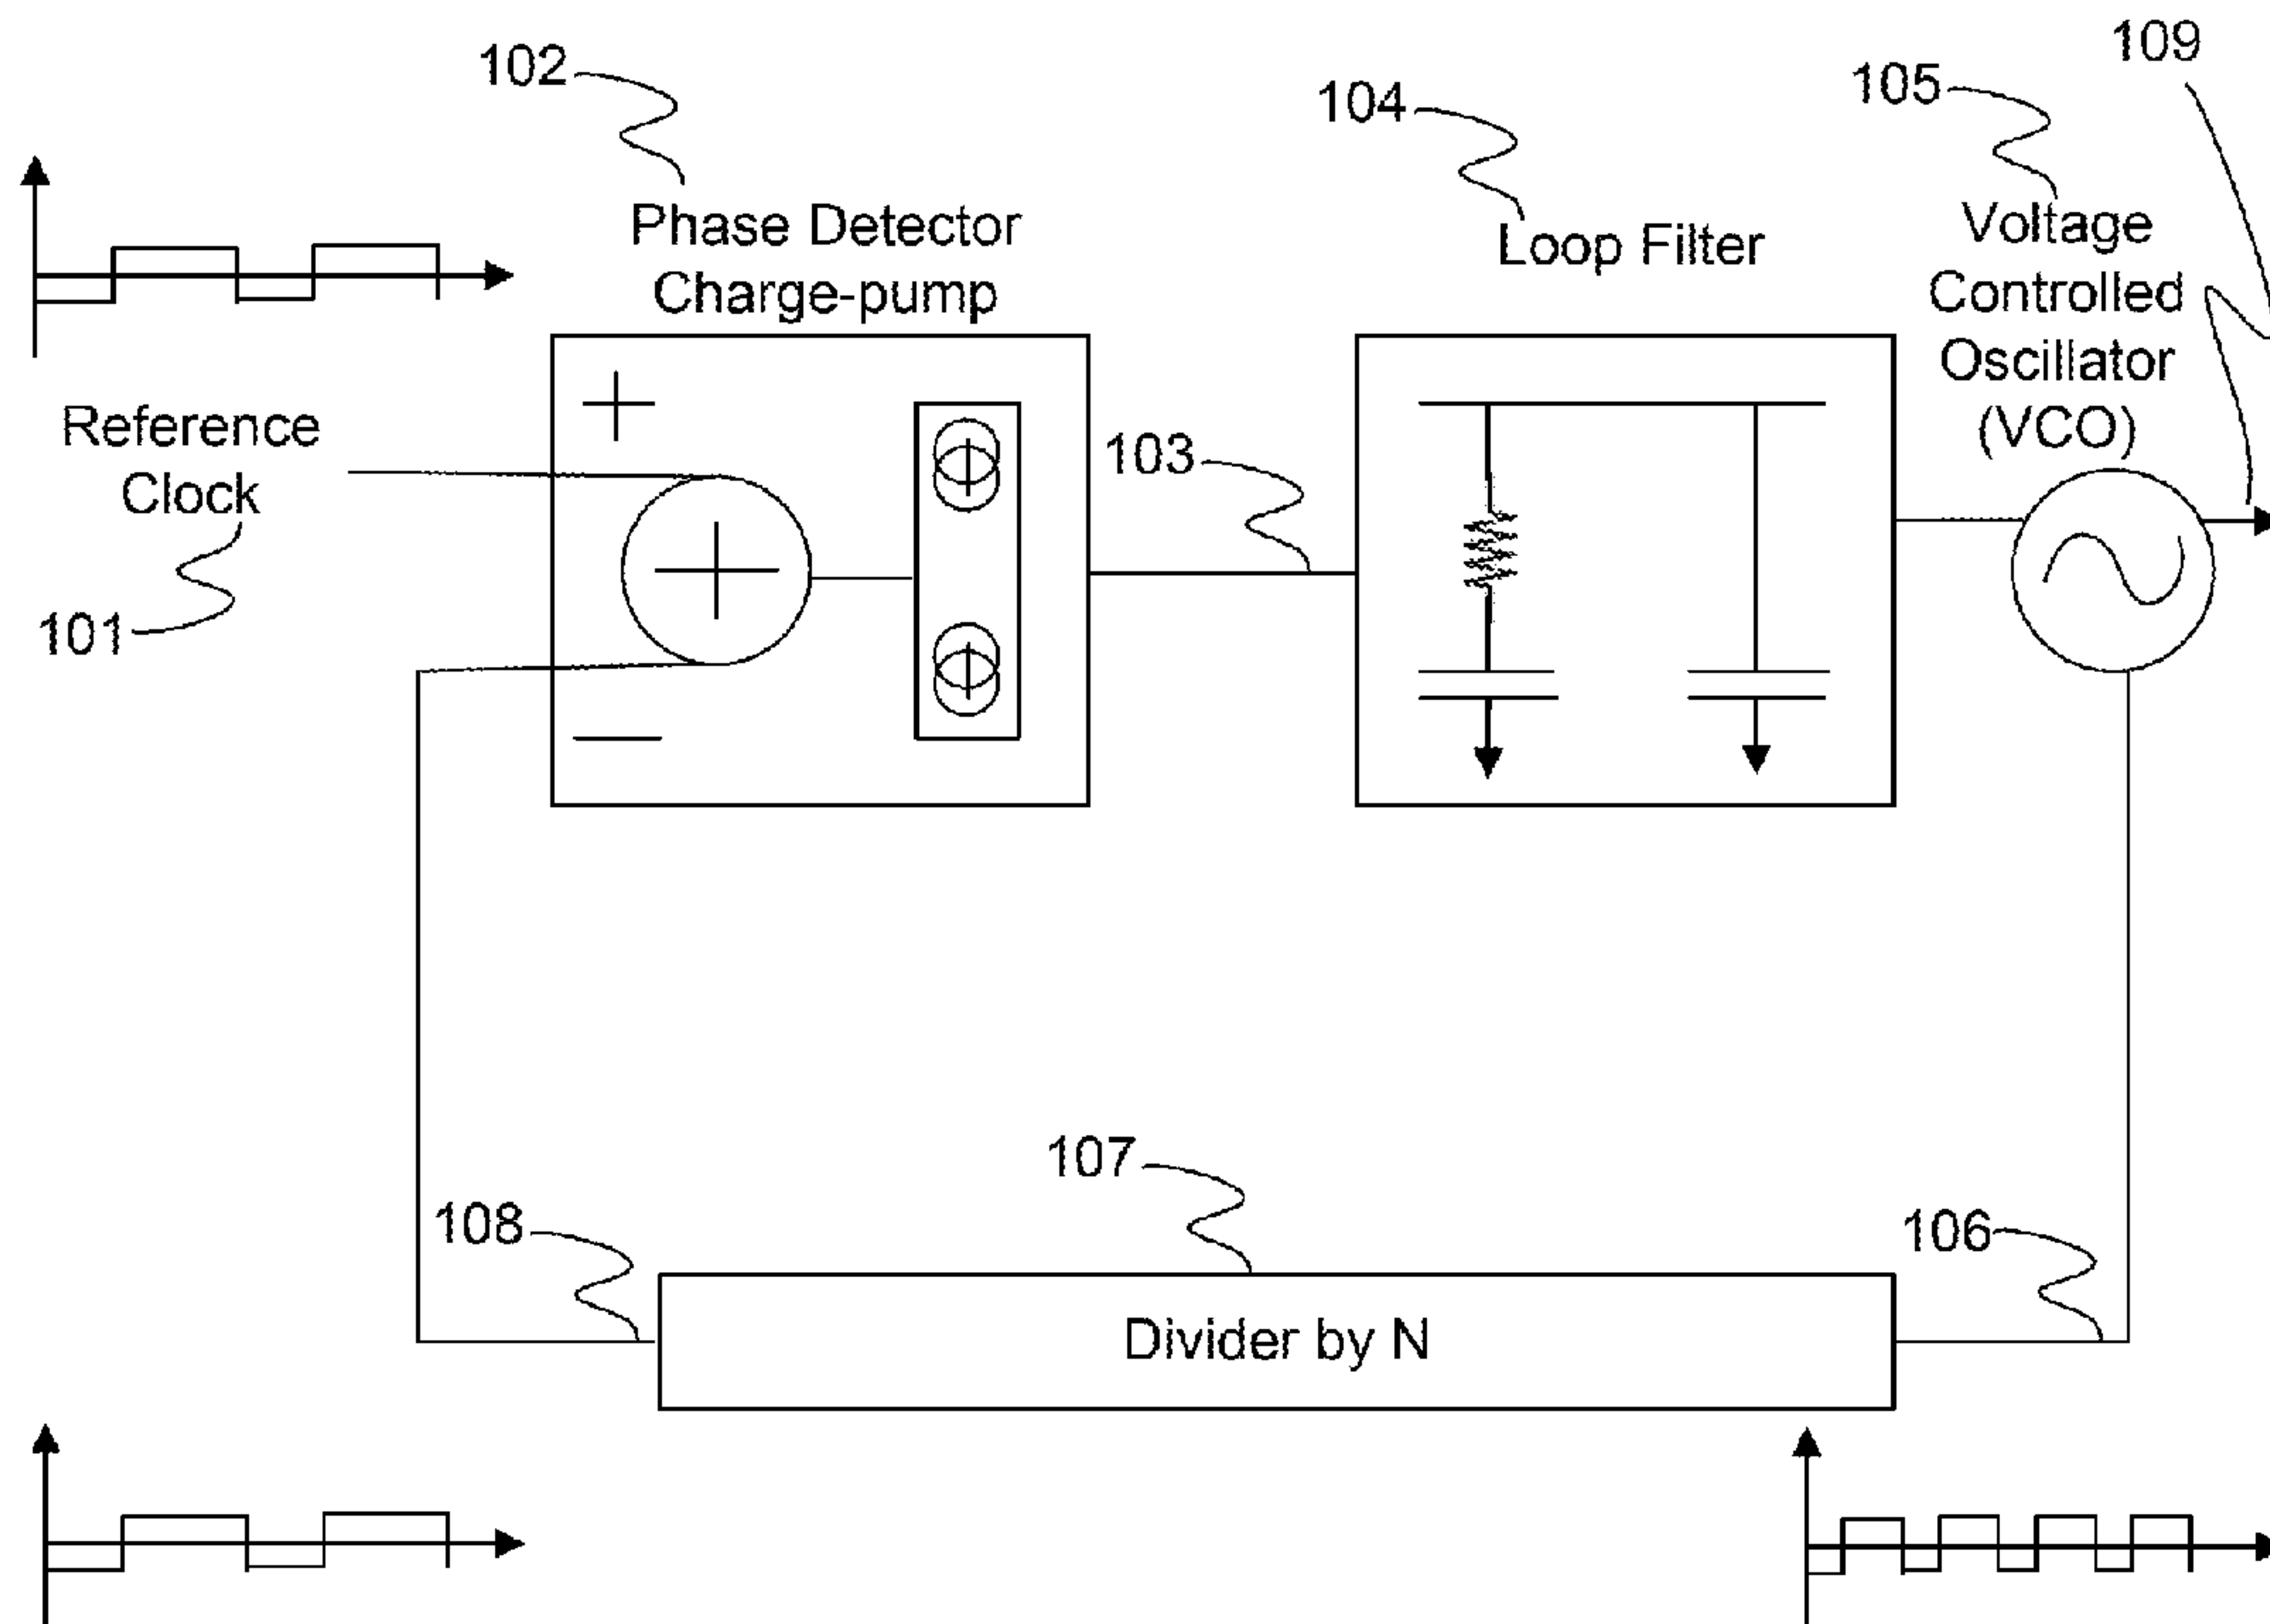 102
104
105
109
Phase Detector
Charge-pump
Loop Filter
Voltage
Controlled
Oscillator
(VCO)
Reference
Clock
101
103
107
108
106
Divider by N